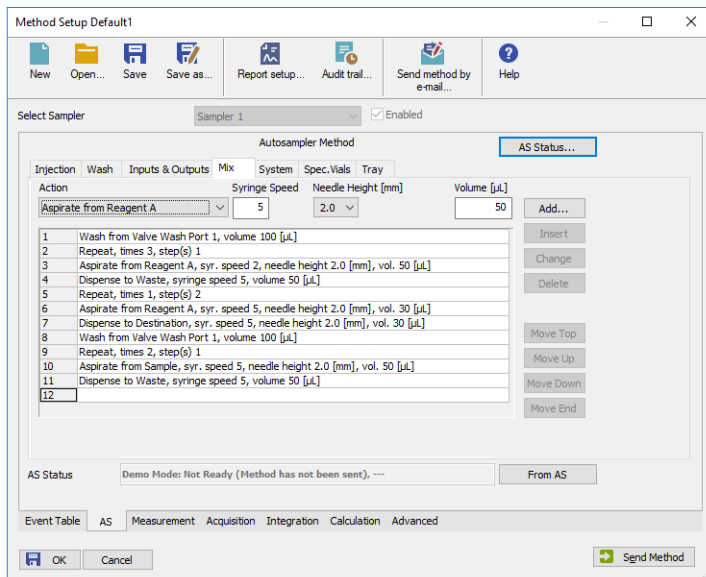 Method Setup Default1
New Open... Save Save as... Report setup... Audit trail... Send method by e-mail... Help
Select Sampler Sampler 1 Enabled
Autosampler Method AS Status...
Injection Wash Inputs & Outputs Mix System Spec.Vials Tray
Action Syringe Speed Needle Height [mm] Volume [µL]
Aspirate from Reagent A 5 2.0 50 Add...
1 Wash from Valve Wash Port 1, volume 100 [µL]
Insert
2 Repeat, times 3, step(s) 1
3 Aspirate from Reagent A, syr. speed 2, needle height 2.0 [mm], vol. 50 [µL]
Change
4 Dispense to Waste, syringe speed 5, volume 50 [µL]
Delete
5 Repeat, times 1, step(s) 2
6 Aspirate from Reagent A, syr. speed 5, needle height 2.0 [mm], vol. 30 [µL]
7 Dispense to Destination, syr. speed 5, needle height 2.0 [mm], vol. 30 [µL]
Move Top
8 Wash from Valve Wash Port 1, volume 100 [µL]
9 Repeat, times 2, step(s) 1
Move Up
10 Aspirate from Sample, syr. speed 5, needle height 2.0 [mm], vol. 50 [µL]
11 Dispense to Waste, syringe speed 5, volume 50 [µL]
Move Down
12
Move End
AS Status Demo Mode: Not Ready (Method has not been sent), --- From AS
Event Table AS Measurement Acquisition Integration Calculation Advanced
OK Cancel Send Method